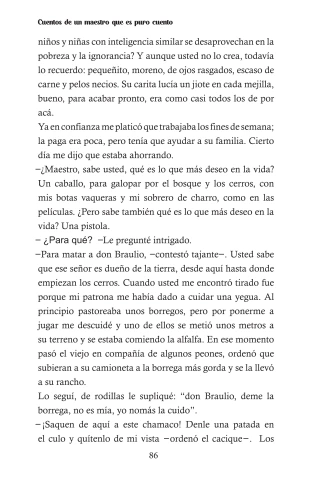 Cuentos de un maestro que es puro cuento
niños y niñas con inteligencia similar se desaprovechan en la
pobreza y la ignorancia? Y aunque usted no lo crea, todavía
lo recuerdo: pequeñito, moreno, de ojos rasgados, escaso de
carne y pelos necios. Su carita lucía un jiote en cada mejilla,
bueno, para acabar pronto, era como casi todos los de por
acá.
Ya en confianza me platicó que trabajaba los fines de semana;
la paga era poca, pero tenía que ayudar a su familia. Cierto
día me dijo que estaba ahorrando.
–¿Maestro, sabe usted, qué es lo que más deseo en la vida?
Un caballo, para galopar por el bosque y los cerros, con
mis botas vaqueras y mi sobrero de charro, como en las
películas. ¿Pero sabe también qué es lo que más deseo en la
vida? Una pistola.
– ¿Para qué? –Le pregunté intrigado.
–Para matar a don Braulio, –contestó tajante–. Usted sabe
que ese señor es dueño de la tierra, desde aquí hasta donde
empiezan los cerros. Cuando usted me encontró tirado fue
porque mi patrona me había dado a cuidar una yegua. Al
principio pastoreaba unos borregos, pero por ponerme a
jugar me descuidé y uno de ellos se metió unos metros a
su terreno y se estaba comiendo la alfalfa. En ese momento
pasó el viejo en compañía de algunos peones, ordenó que
subieran a su camioneta a la borrega más gorda y se la llevó
a su rancho.
Lo seguí, de rodillas le supliqué: “don Braulio, deme la
borrega, no es mía, yo nomás la cuido”.
–¡Saquen de aquí a este chamaco! Denle una patada en
el culo y quítenlo de mi vista –ordenó el cacique–. Los
86